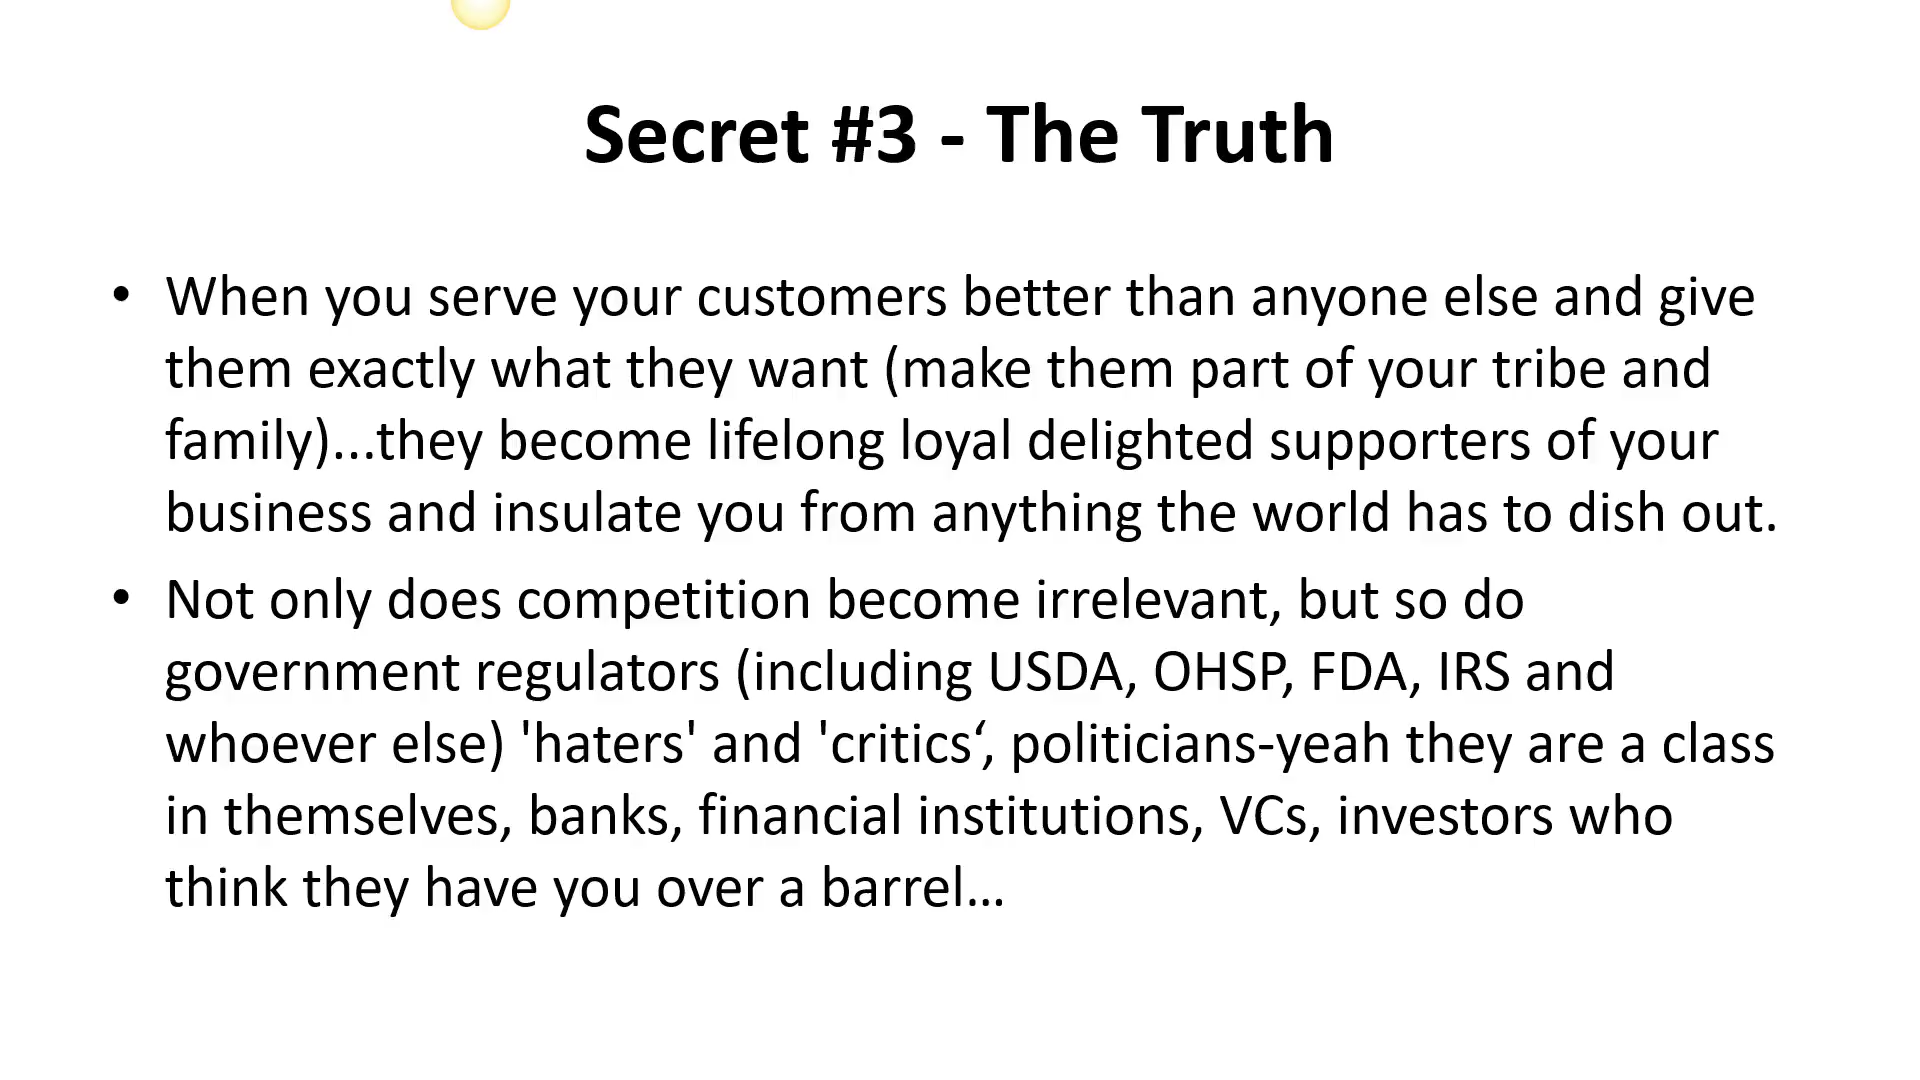 Secret #3 - The Truth
• When you serve your customers better than anyone else and give
them exactly what they want (make them part of your tribe and
family)...they become lifelong loyal delighted supporters of your
business and insulate you from anything the world has to dish out.
• Not only does competition become irrelevant, but so do
government regulators (including USDA, OHSP, FDA, IRS and
whoever else) 'haters' and 'critics‘, politicians-yeah they are a class
in themselves, banks, financial institutions, VCs, investors who
think they have you over a barrel…